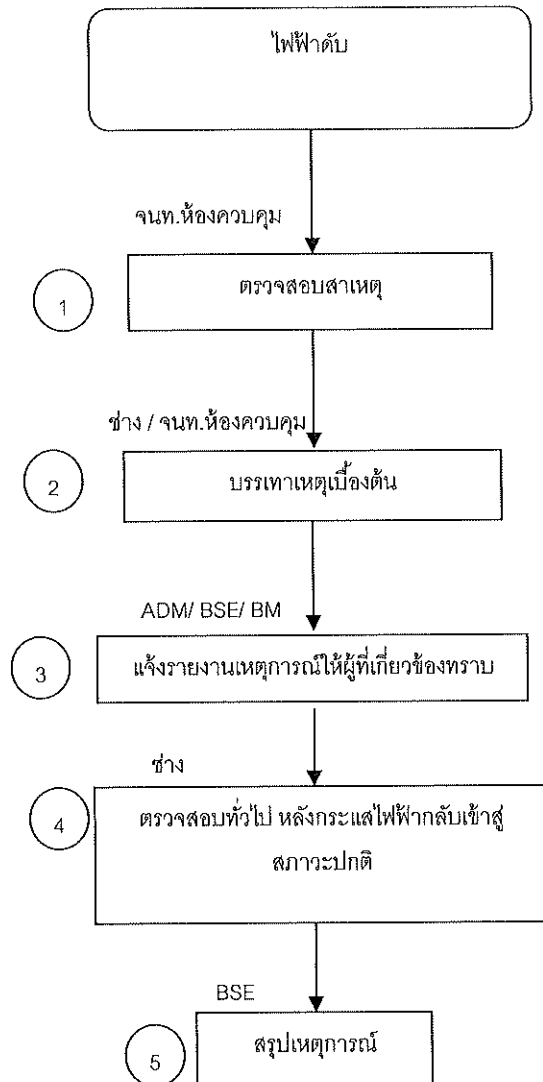 ไฟฟ้าดับ
จนท.ห้องควบคุม
1
ตรวจสอบสาเหตุ
ช่าง / จนท.ห้องควบคุม
2
บรรเทาเหตุเบื้องต้น
ADM/ BSE/ BM
3
แจ้งรายงานเหตุการณ์ให้ผู้ที่เกี่ยวข้องทราบ
ช่าง
4
ตรวจสอบทั่วไป หลังกระแสไฟฟ้ากลับเข้าสู่
สภาวะปกติ
BSE
5
สรุปเหตุการณ์